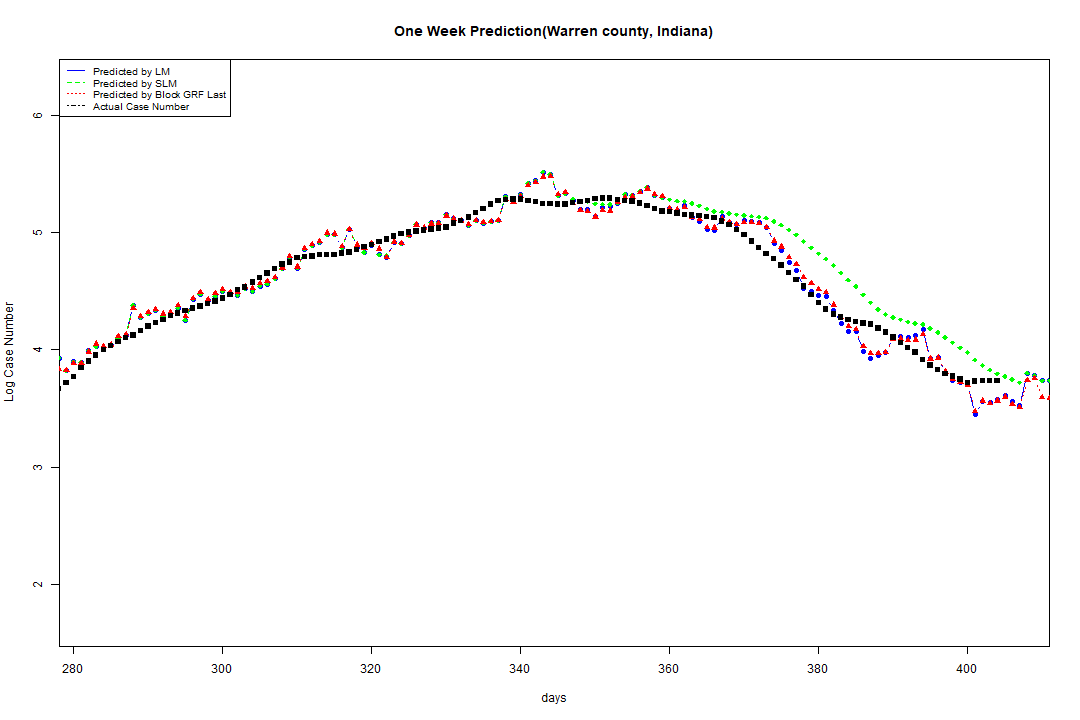 One Week Prediction(Warren county, Indiana)
Predicted by LM
Predicted by SLM
Predicted by Block GRF Last
Actual Case Number
6
5
4
3
2
Log Case Number
280 300 320 340 360 380 400
days